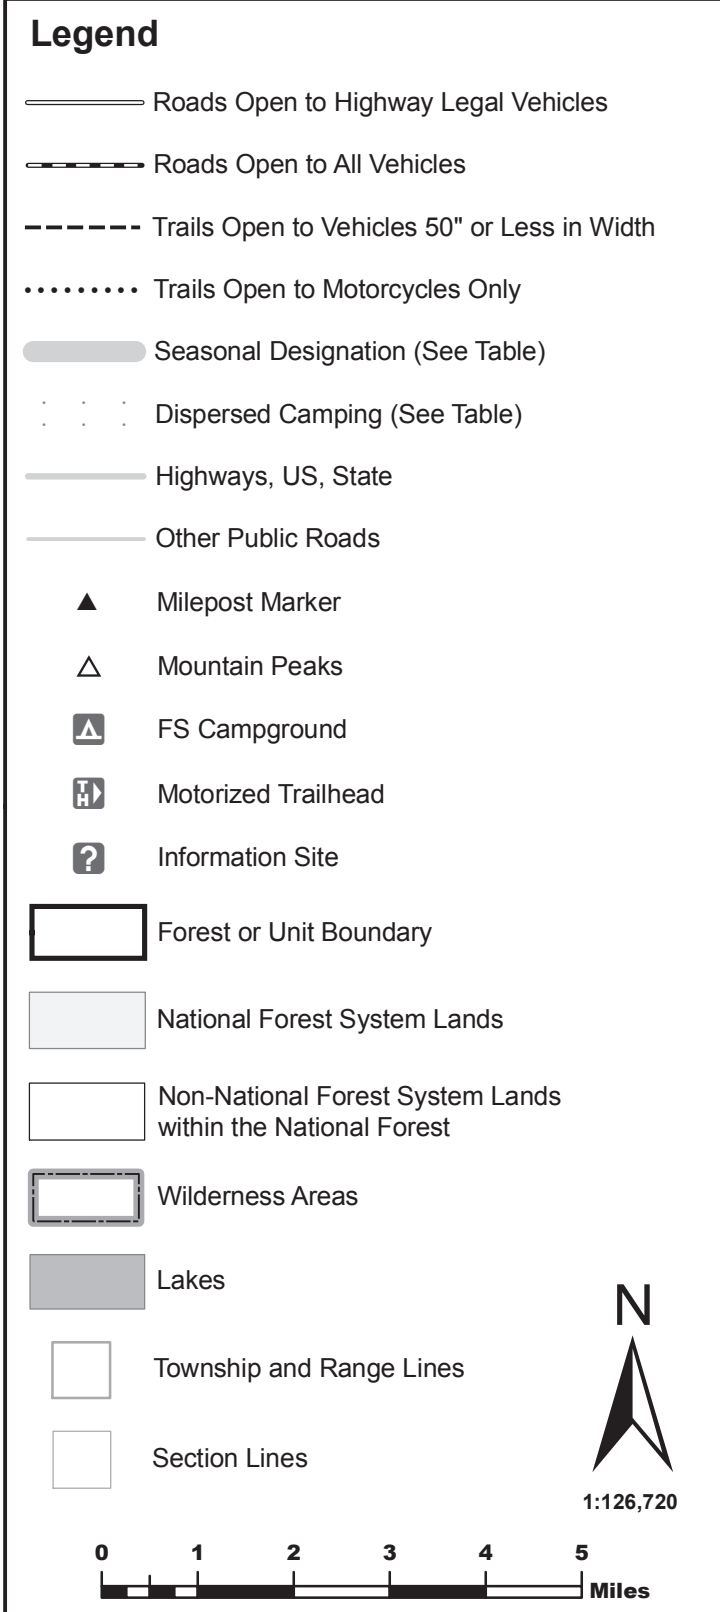 Legend
Roads Open to Highway Legal Vehicles
Roads Open to All Vehicles
Trails Open to Vehicles 50" or Less in Width
Trails Open to Motorcycles Only
Seasonal Designation (See Table)
Dispersed Camping (See Table)
Highways, US, State
Other Public Roads
Milepost Marker
Mountain Peaks
FS Campground
TH Motorized Trailhead
? Information Site
Forest or Unit Boundary
National Forest System Lands
Non-National Forest System Lands
within the National Forest
Wilderness Areas
Lakes
N
Township and Range Lines
Section Lines
1:126,720
0 1 2 3 4 5
Miles